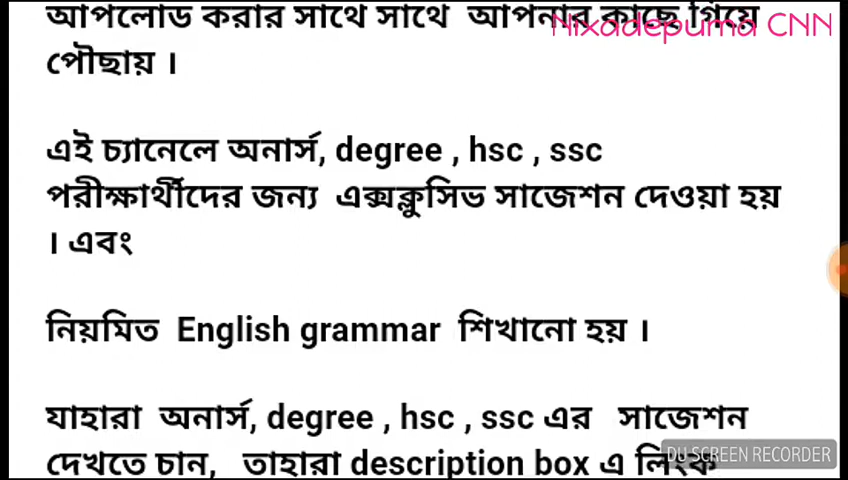 আপলোড করার সাথে সাথে আপনার কাছে গিয়ে
Nixadepuma CNN
পৌছায় ।
এই চ্যানেলে অনার্স, degree , hsc , ssc
পরীক্ষার্থীদের জন্য এক্সক্লুসিভ সাজেশন দেওয়া হয়
। এবং
নিয়মিত English grammar শিখানো হয় ।
যাহারা অনার্স, degree , hsc , ssc এর সাজেশন
দেখতে চান, তাহারা description box এ লিংক
DU SCREEN RECORDER